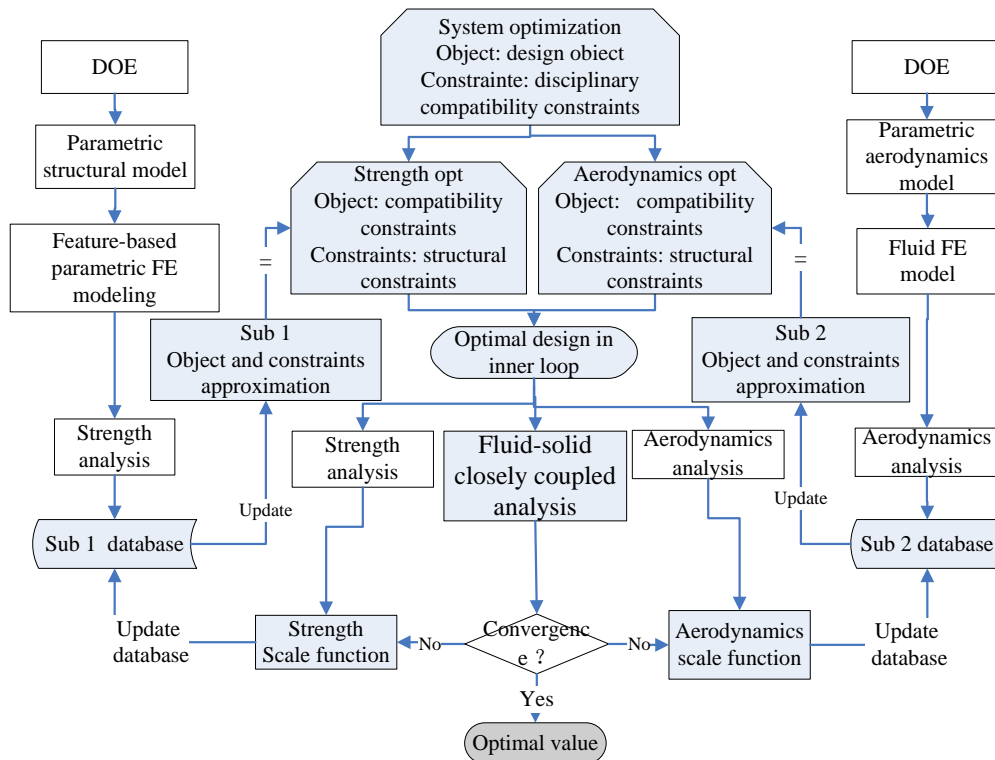 System optimization
Object: design obiect
Constrainte: disciplinary
compatibility constraints
DOE
DOE
Parametric
structural model
Parametric
aerodynamics
model
Strength opt
Object: compatibility
constraints
Constraints: structural
constraints
Aerodynamics opt
Object: compatibility
constraints
Constraints: structural
constraints
Feature-based
parametric FE
modeling
Fluid FE
model
=
=
Sub 1
Object and constraints
approximation
Optimal design in
inner loop
Sub 2
Object and constraints
approximation
Strength
analysis
Strength
analysis
Fluid-solid
closely coupled
analysis
Aerodynamics
analysis
Aerodynamics
analysis
Update
Update
Sub 1 database
Sub 2 database
Update
database
Strength
Scale function
No
Convergenc
e ?
No
Aerodynamics
scale function
Update
database
Yes
Optimal value